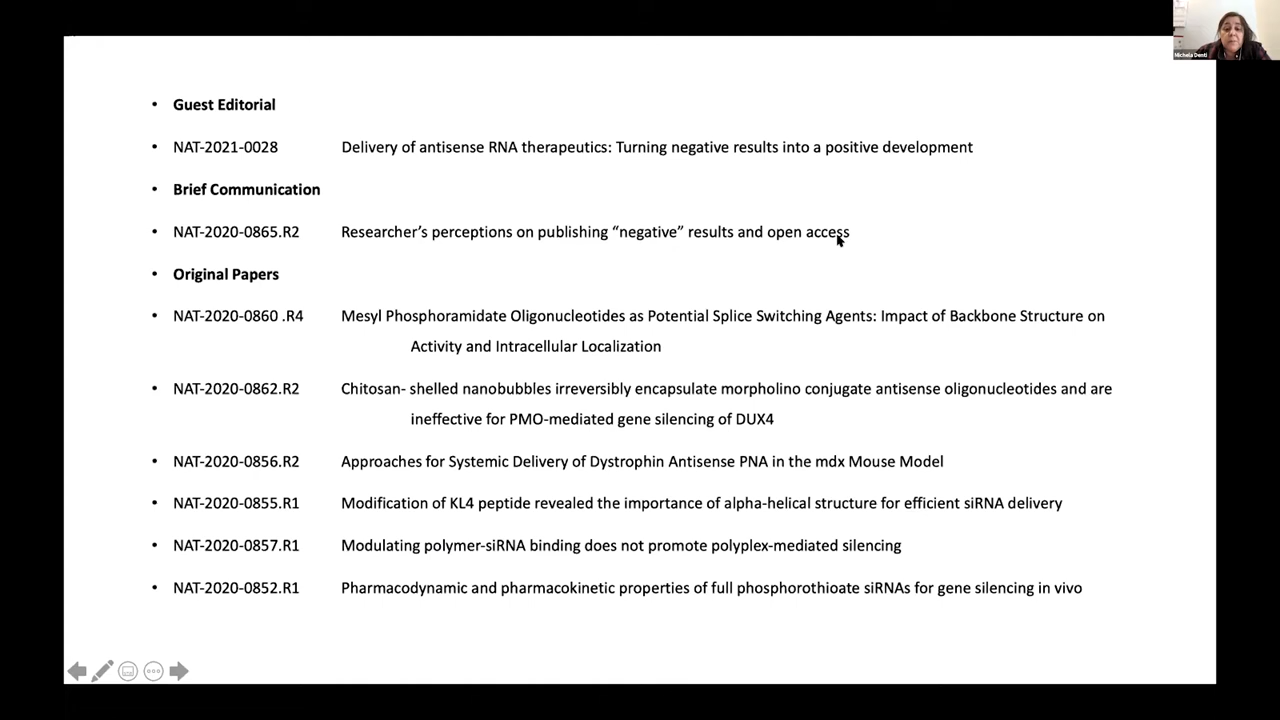 Michela Denti
• Guest Editorial
• NAT-2021-0028 Delivery of antisense RNA therapeutics: Turning negative results into a positive development
• Brief Communication
• NAT-2020-0865.R2 Researcher’s perceptions on publishing “negative” results and open access
• Original Papers
• NAT-2020-0860 .R4 Mesyl Phosphoramidate Oligonucleotides as Potential Splice Switching Agents: Impact of Backbone Structure on
Activity and Intracellular Localization
• NAT-2020-0862.R2 Chitosan- shelled nanobubbles irreversibly encapsulate morpholino conjugate antisense oligonucleotides and are
ineffective for PMO-mediated gene silencing of DUX4
• NAT-2020-0856.R2 Approaches for Systemic Delivery of Dystrophin Antisense PNA in the mdx Mouse Model
• NAT-2020-0855.R1 Modification of KL4 peptide revealed the importance of alpha-helical structure for efficient siRNA delivery
• NAT-2020-0857.R1 Modulating polymer-siRNA binding does not promote polyplex-mediated silencing
• NAT-2020-0852.R1 Pharmacodynamic and pharmacokinetic properties of full phosphorothioate siRNAs for gene silencing in vivo